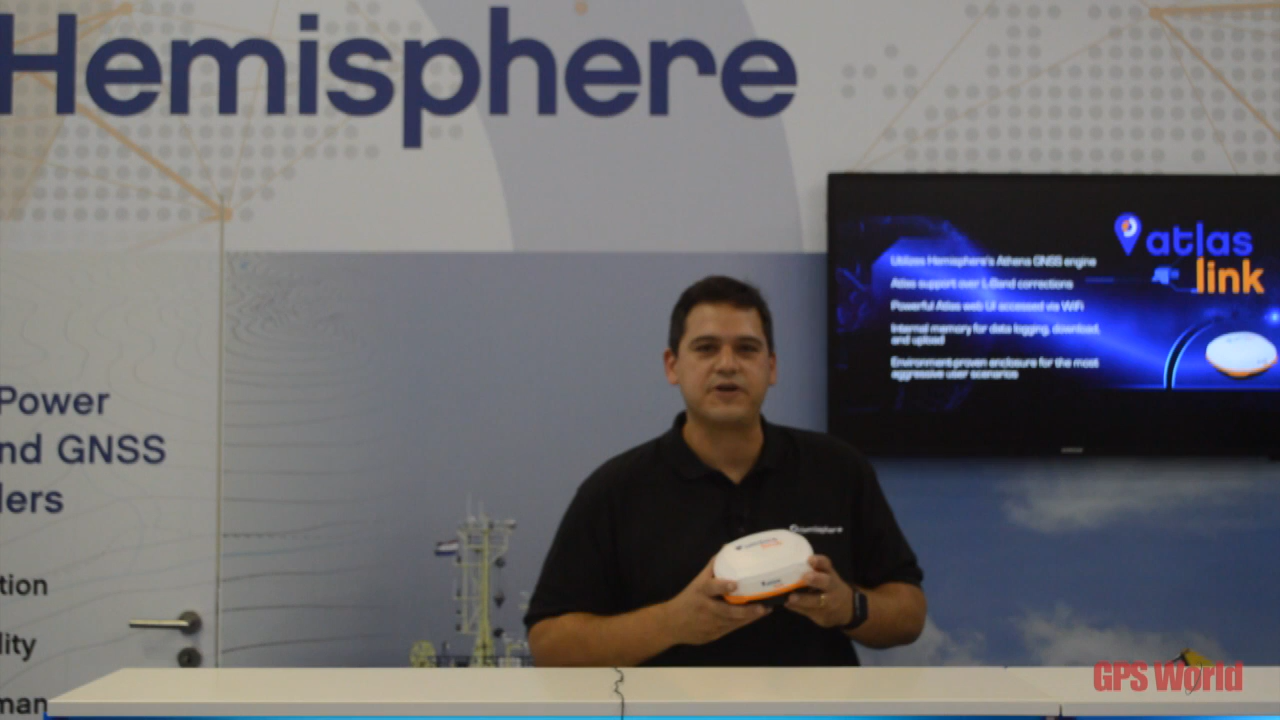 Hemisphere
Power
nd GNSS
ders
tion
lity
man
atlas
link
Utilizes Hemisphere's Athena GNSS engine
Atlas support over L-Band corrections
Powerful Atlas web UI accessed via WiFi
Internal memory for data logging, download,
and upload
Environment-proven enclosure for the most
aggressive user scenarios
Hemisphere
GPS World